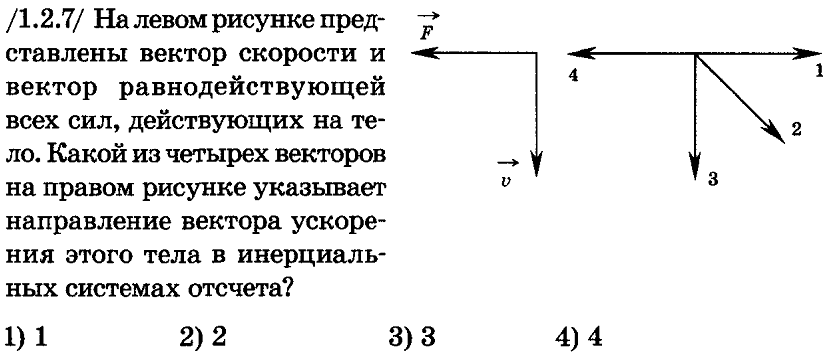 /1.2.7/ На левом рисунке пред-
ставлены вектор скорости и
вектор равнодействующей
всех сил, действующих на те-
ло. Какой из четырех векторов
на правом рисунке указывает
направление вектора ускоре-
ния этого тела в инерциаль-
ных системах отсчета?
F
v
4
1
2
3
1) 1 2) 2 3) 3 4) 4